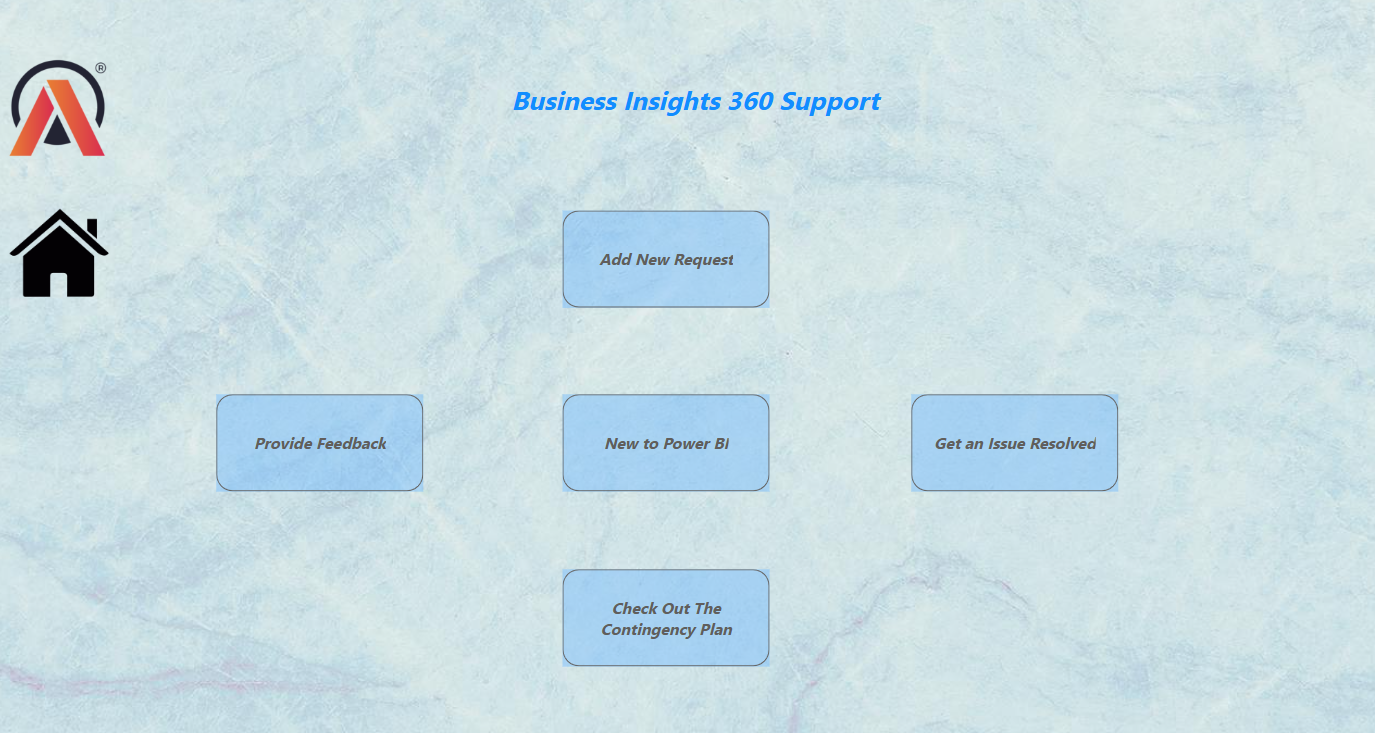 ®
Business Insights 360 Support
Add New Request
Provide Feedback
New to Power BI
Get an Issue Resolved
Check Out The
Contingency Plan